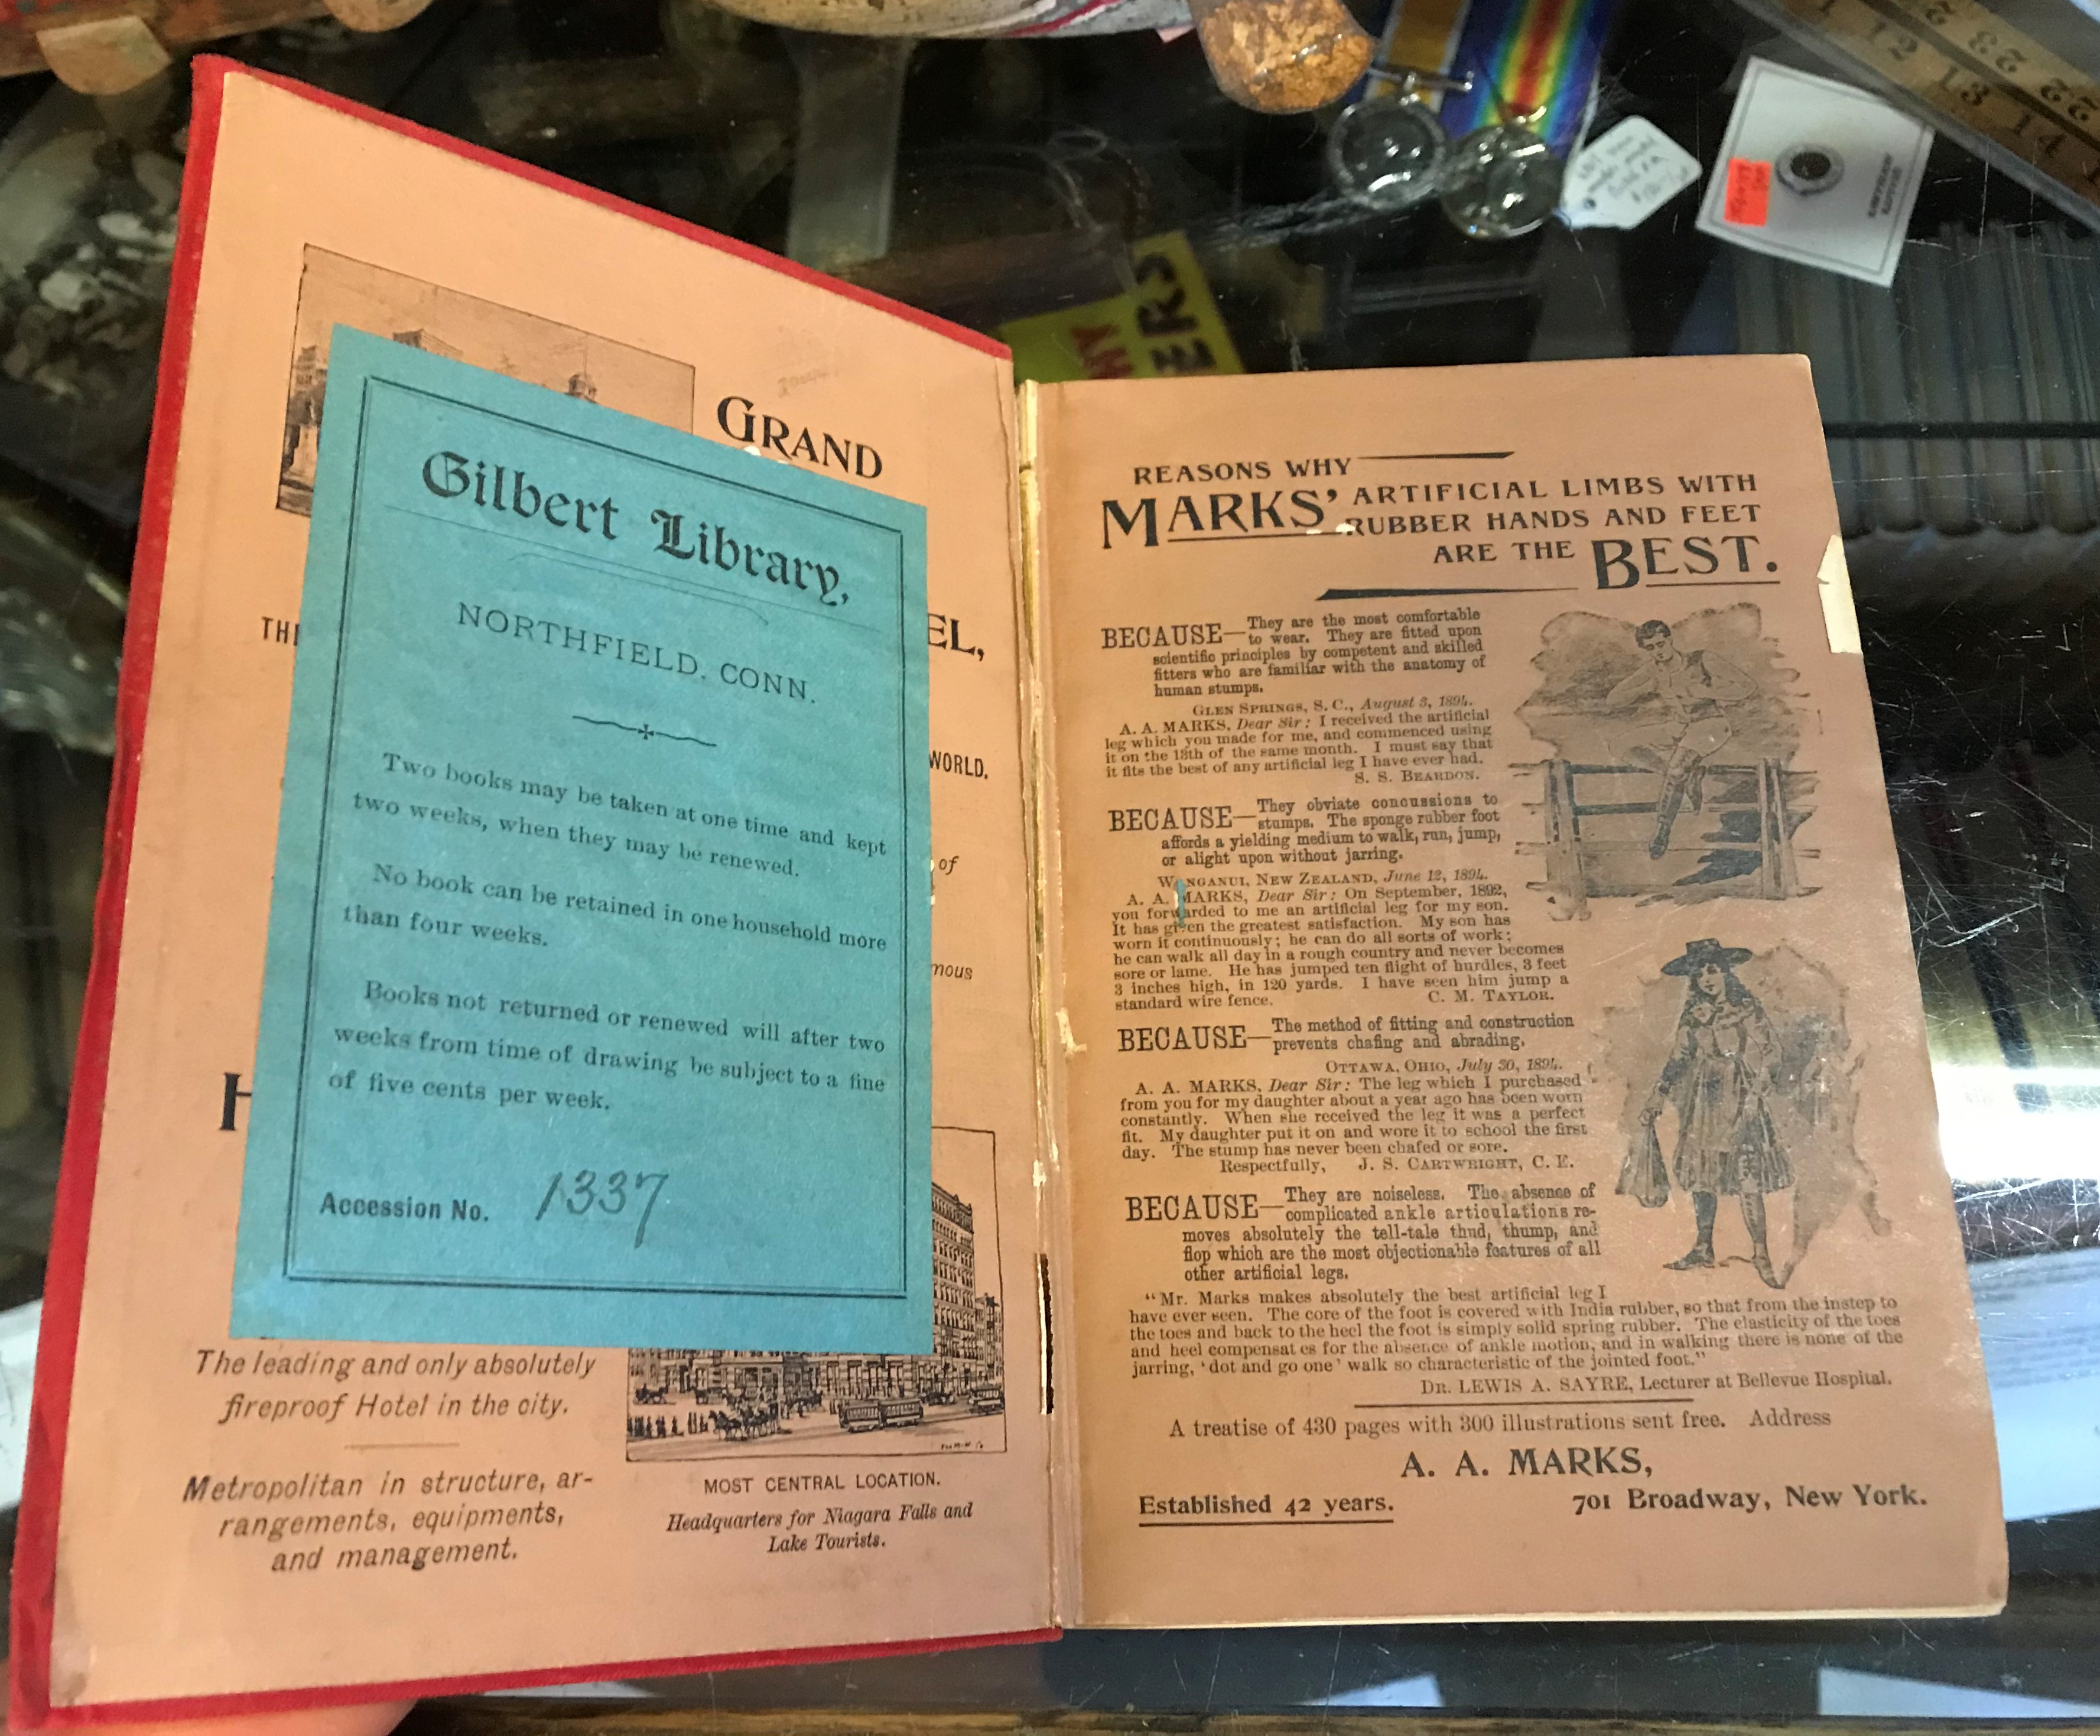 GRAND
THE
EL,
WORLD.
of
mous
H
Gilbert Library,
NORTHFIELD, CONN.
Two books may be taken at one time and kept
two weeks, when they may be renewed.
No book can be retained in one household more
than four weeks.
Books not returned or renewed will after two
weeks from time of drawing be subject to a fine
of five cents per week.
Accession No. 1337
The leading and only absolutely
fireproof Hotel in the city.
Metropolitan in structure, ar-
rangements, equipments,
and management.
MOST CENTRAL LOCATION.
Headquarters for Niagara Falls and
Lake Tourists.
REASONS WHY
MARKS' ARTIFICIAL LIMBS WITH
RUBBER HANDS AND FEET
ARE THE BEST.
BECAUSE—They are the most comfortable
to wear. They are fitted upon
scientific principles by competent and skilled
fitters who are familiar with the anatomy of
human stumps.
GLEN SPRINGS, S. C., August 3, 1894.
A. A. MARKS, Dear Sir: I received the artificial
leg which you made for me, and commenced using
it on the 13th of the same month. I must say that
it fits the best of any artificial leg I have ever had.
S. S. BEARDON.
BECAUSE—They obviate concussions to
stumps. The sponge rubber foot
affords a yielding medium to walk, run, jump,
or alight upon without jarring.
WANGANUI, NEW ZEALAND, June 12, 1894.
A. A. MARKS, Dear Sir: On September, 1892,
you forwarded to me an artificial leg for my son.
It has given the greatest satisfaction. My son has
worn it continuously; he can do all sorts of work;
he can walk all day in a rough country and never becomes
sore or lame. He has jumped ten flight of hurdles, 3 feet
3 inches high, in 120 yards. I have seen him jump a
standard wire fence. C. M. TAYLOR.
BECAUSE—The method of fitting and construction
prevents chafing and abrading.
OTTAWA, OHIO, July 30, 1894.
A. A. MARKS, Dear Sir: The leg which I purchased
from you for my daughter about a year ago has been worn
constantly. When she received the leg it was a perfect
fit. My daughter put it on and wore it to school the first
day. The stump has never been chafed or sore.
Respectfully, J. S. CARTWRIGHT, C. E.
BECAUSE—They are noiseless. The absence of
complicated ankle articulations re-
moves absolutely the tell-tale thud, thump, and
flop which are the most objectionable features of all
other artificial legs.
"Mr. Marks makes absolutely the best artificial leg I
have ever seen. The core of the foot is covered with India rubber, so that from the instep to
the toes and back to the heel the foot is simply solid spring rubber. The elasticity of the toes
and heel compensates for the absence of ankle motion, and in walking there is none of the
jarring, 'dot and go one' walk so characteristic of the jointed foot."
DR. LEWIS A. SAYRE, Lecturer at Bellevue Hospital.
A treatise of 430 pages with 300 illustrations sent free. Address
A. A. MARKS,
Established 42 years. 701 Broadway, New York.
MY
ERS
12
13
14
22
23